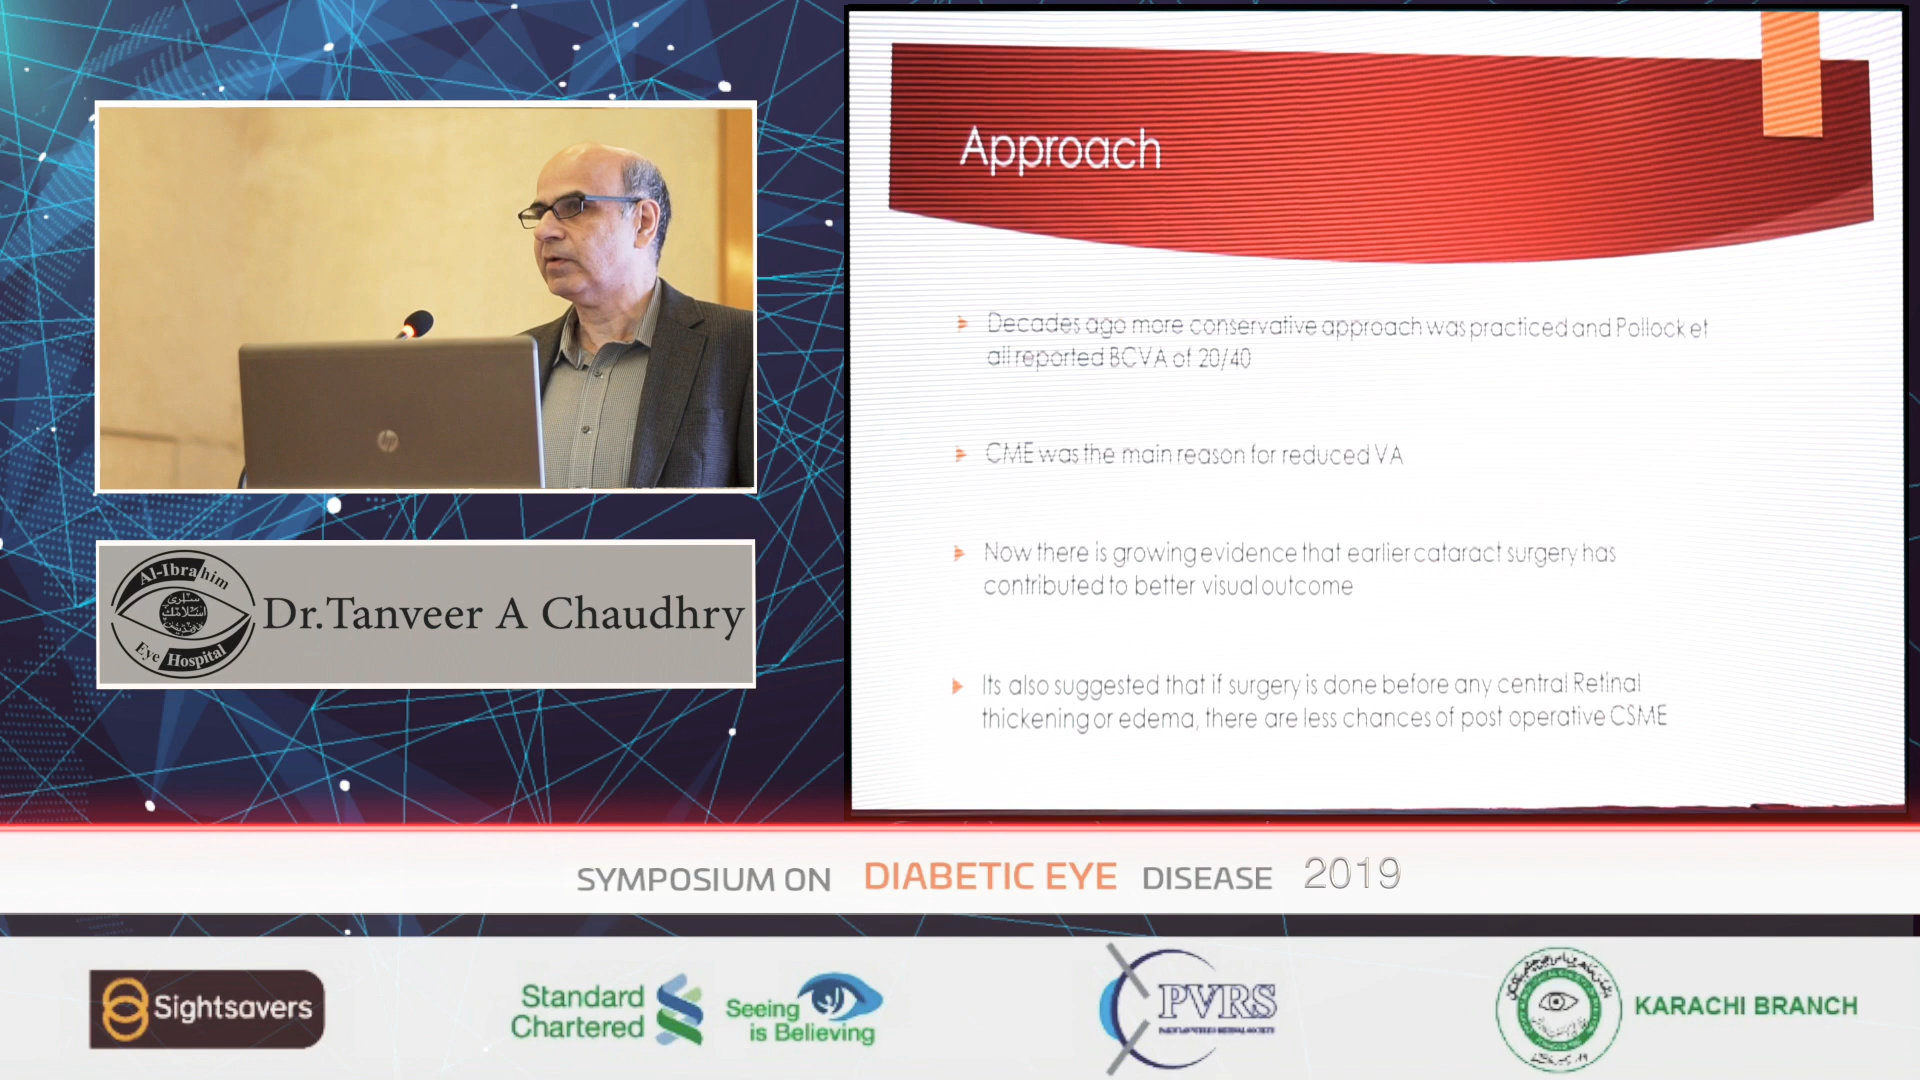 Approach
Decades ago more conservative approach was practiced and Pollock et
all reported BCVA of 20/40
CME was the main reason for reduced VA
Now there is growing evidence that earlier cataract surgery has
contributed to better visual outcome
Its also suggested that if surgery is done before any central Retinal
thickening or edema, there are less chances of post operative CSME
hp
Al-Ibrahim
Eye Hospital
Dr.Tanveer A Chaudhry
SYMPOSIUM ON DIABETIC EYE DISEASE 2019
Sightsavers
Standard
Chartered
Seeing
is Believing
PVRS
KARACHI BRANCH